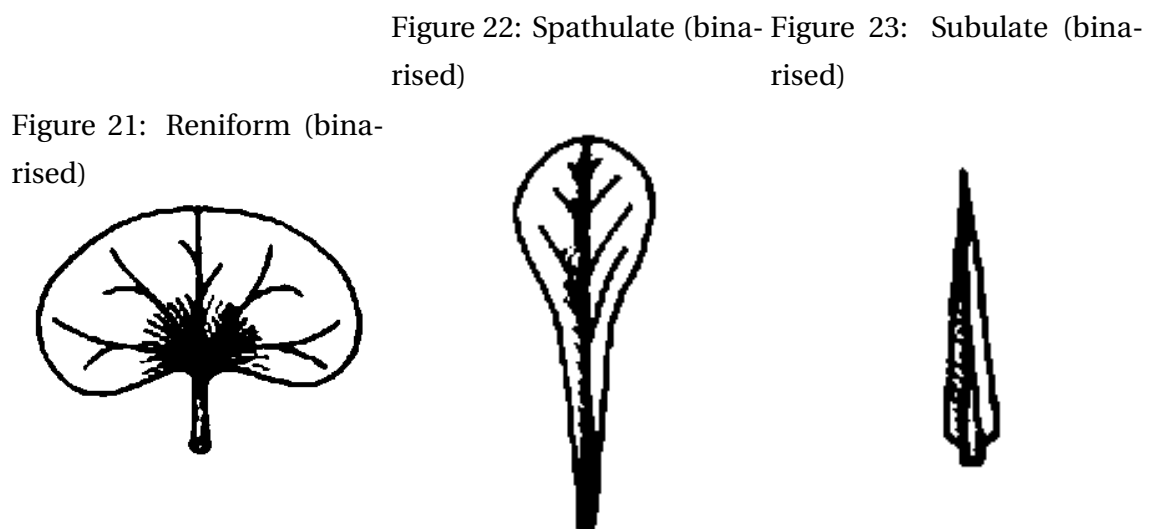 Figure 21: Reniform (bina-
rised)
Figure 22: Spathulate (bina-
rised)
Figure 23: Subulate (bina-
rised)